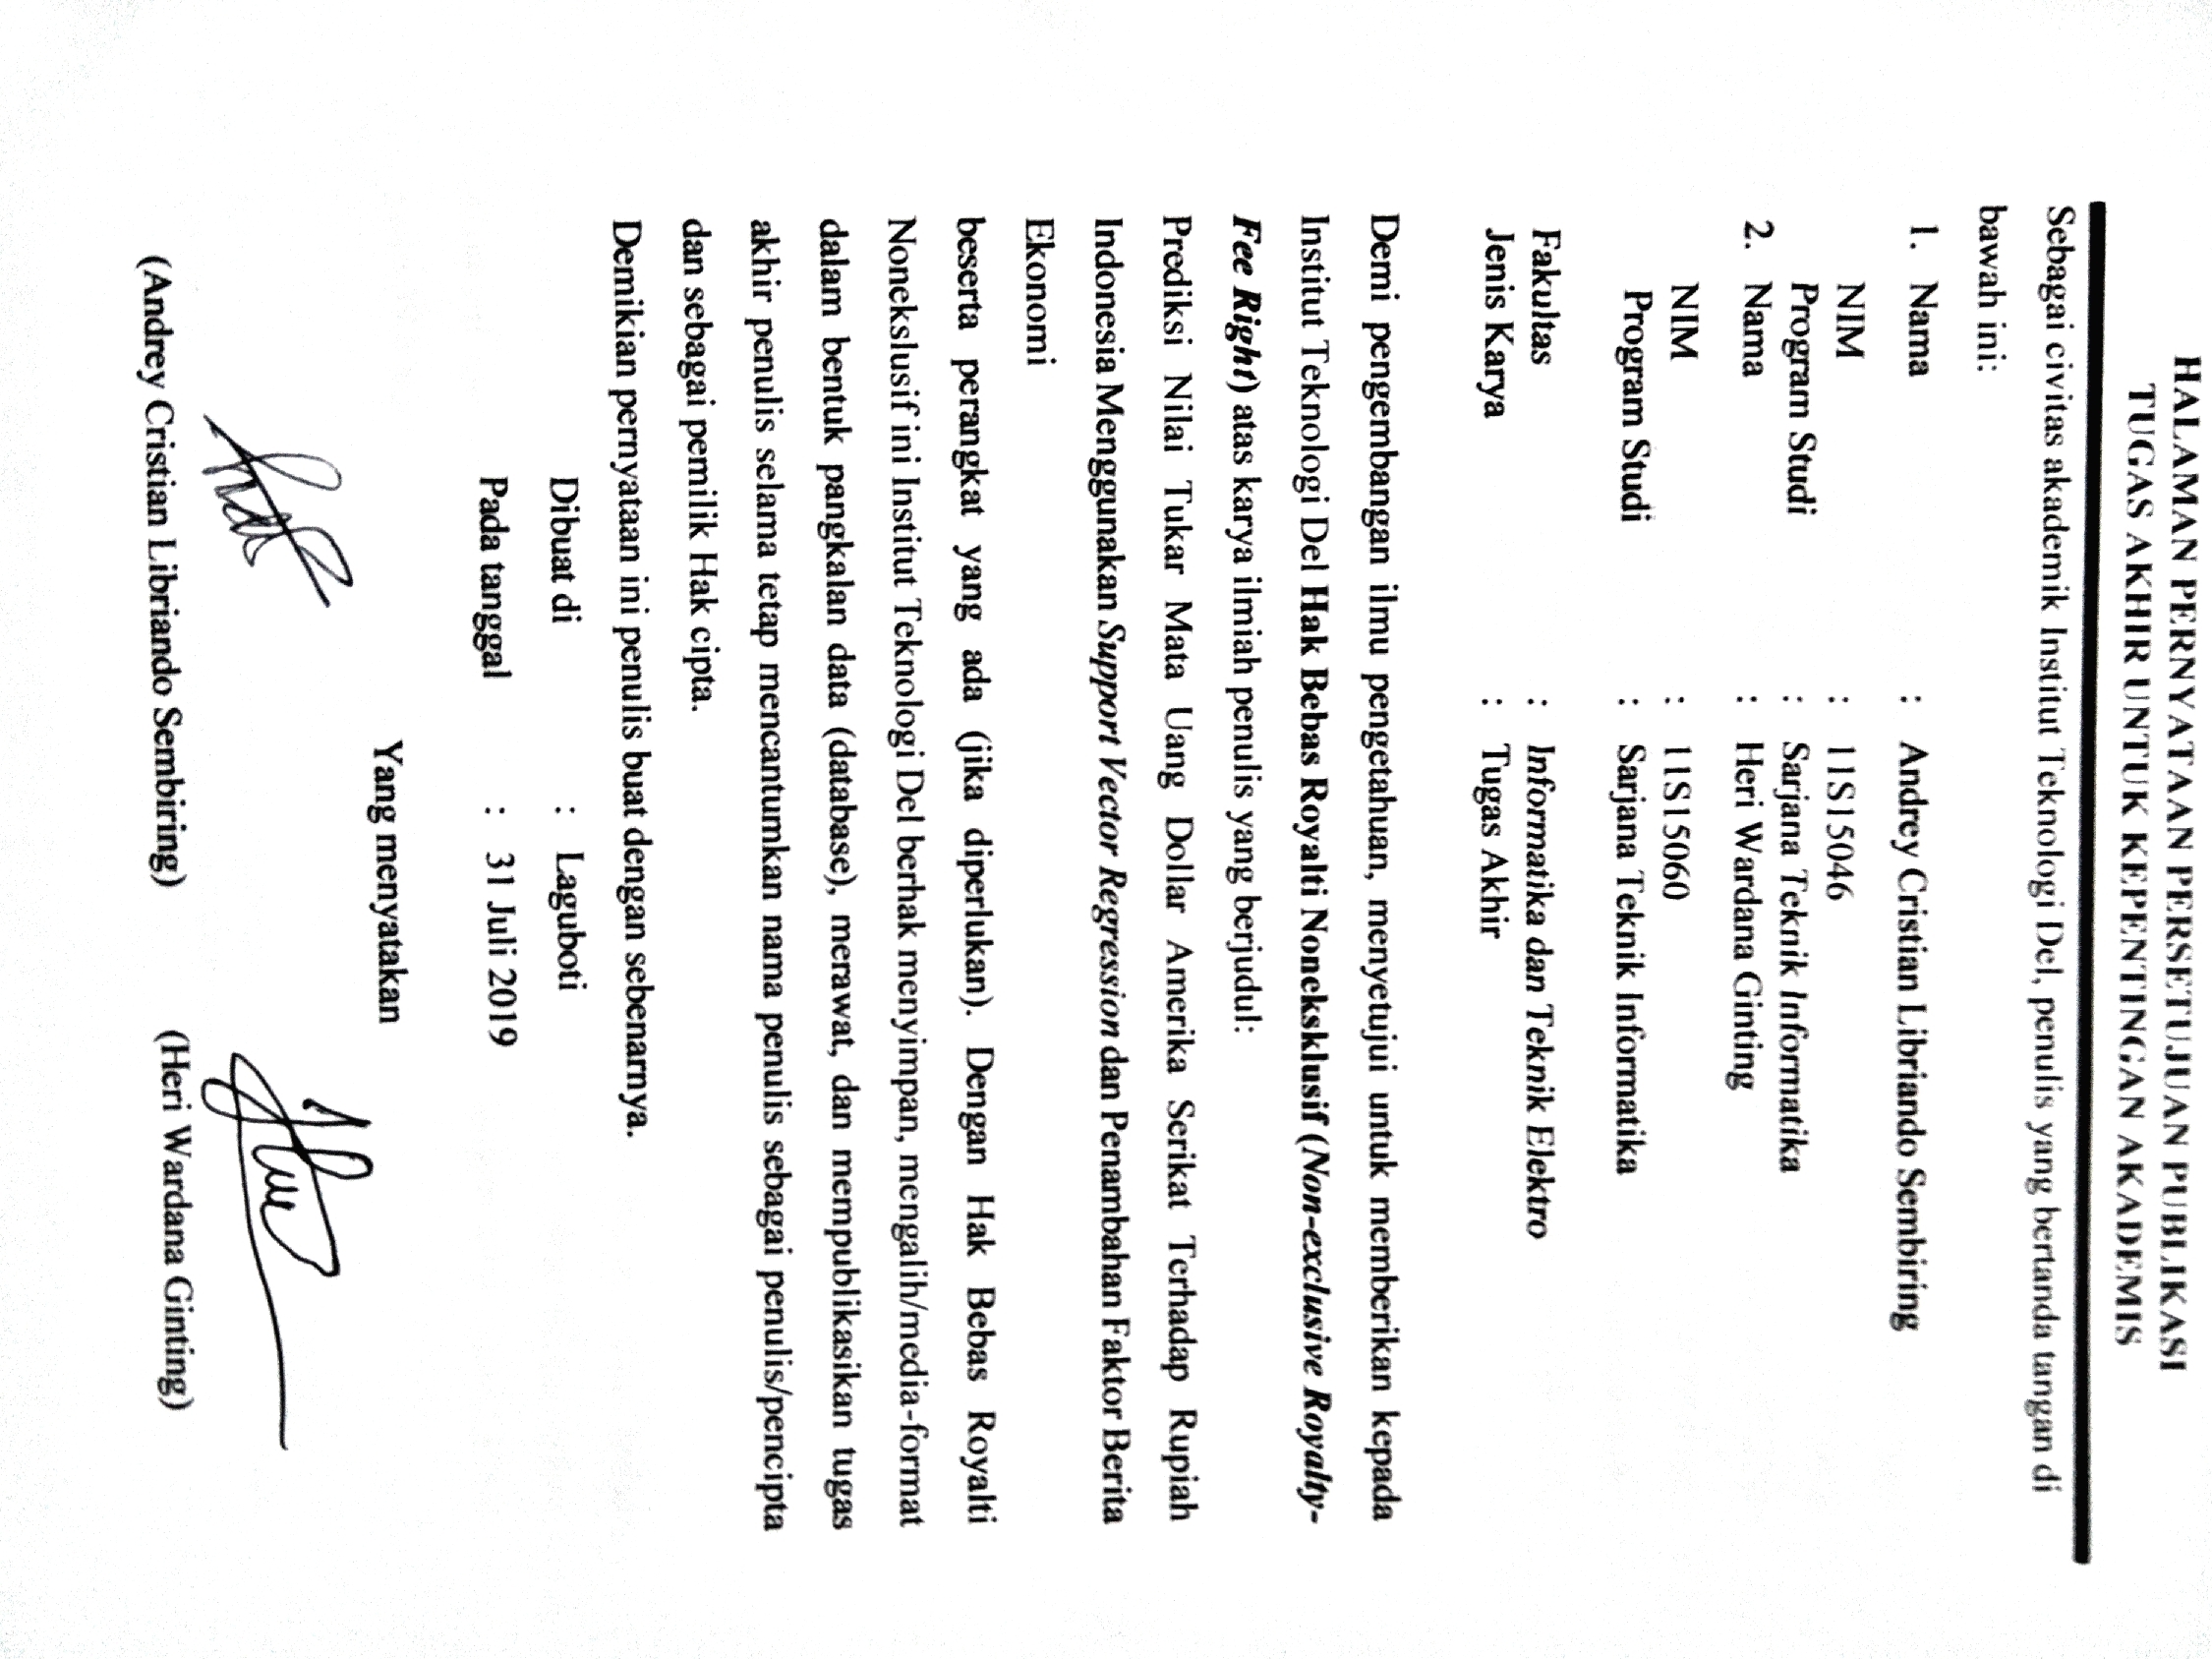 HALAMAN PERNYATAAN PERSETUJUAN PUBLIKASI
TUGAS AKHIR UNTUK KEPENTINGAN AKADEMIS
Sebagai civitas akademik Institut Teknologi Del, penulis yang bertanda tangan di
bawah ini:
1. Nama : Andrey Cristian Libriando Sembiring
NIM : 11S15046
Program Studi : Sarjana Teknik Informatika
2. Nama : Heri Wardana Ginting
NIM : 11S15060
Program Studi : Sarjana Teknik Informatika
Fakultas : Informatika dan Teknik Elektro
Jenis Karya : Tugas Akhir
Demi pengembangan ilmu pengetahuan, menyetujui untuk memberikan kepada
Institut Teknologi Del Hak Bebas Royalti Noneksklusif (Non-exclusive Royalty-
Fee Right) atas karya ilmiah penulis yang berjudul:
Prediksi Nilai Tukar Mata Uang Dollar Amerika Serikat Terhadap Rupiah
Indonesia Menggunakan Support Vector Regression dan Penambahan Faktor Berita
Ekonomi
beserta perangkat yang ada (jika diperlukan). Dengan Hak Bebas Royalti
Nonekslusif ini Institut Teknologi Del berhak menyimpan, mengalih/media-format
dalam bentuk pangkalan data (database), merawat, dan mempublikasikan tugas
akhir penulis selama tetap mencantumkan nama penulis sebagai penulis/pencipta
dan sebagai pemilik Hak cipta.
Demikian pernyataan ini penulis buat dengan sebenarnya.
Dibuat di : Laguboti
Pada tanggal : 31 Juli 2019
Yang menyatakan
(Andrey Cristian Libriando Sembiring) (Heri Wardana Ginting)